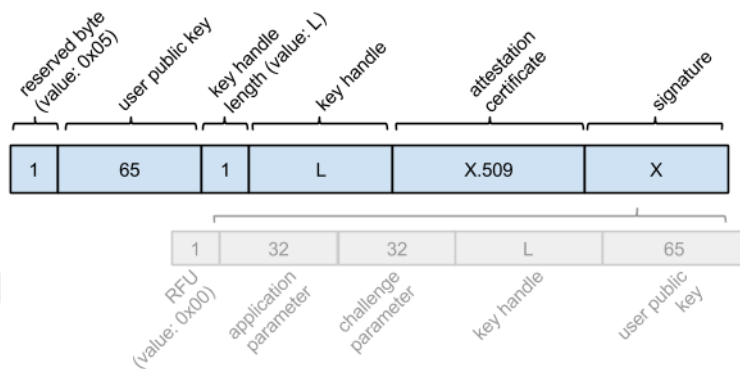 reserved byte
(value: 0x05)
user public key
key handle
length (value: L)
key handle
attestation
certificate
signature
1 65 1 L X.509 X
1 32 32 L 65
RFU
(value: 0x00)
application
parameter
challenge
parameter
key handle
user public
key